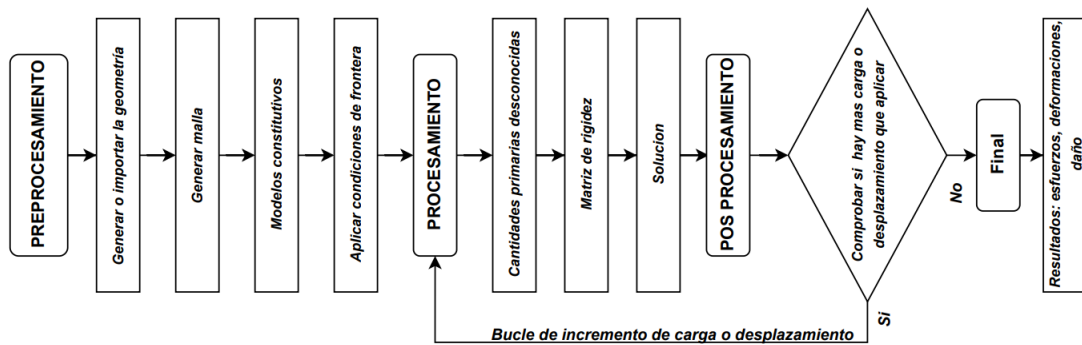 PREPROCESAMIENTO
Generar o importar la geometría
Generar malla
Modelos constitutivos
Aplicar condiciones de frontera
PROCESAMIENTO
Cantidades primarias desconocidas
Matriz de rigidez
Solucion
POS PROCESAMIENTO
Comprobar si hay mas carga o
desplazamiento que aplicar
No
Si
Bucle de incremento de carga o desplazamiento
Final
Resultados: esfuerzos, deformaciones,
daño